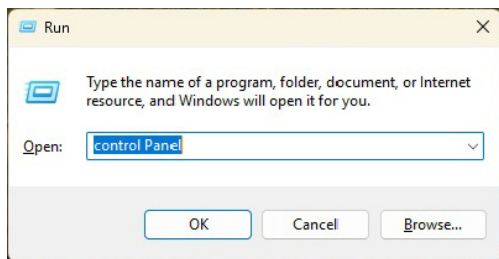 Run
Type the name of a program, folder, document, or Internet
resource, and Windows will open it for you.
Open: control Panel
OK Cancel Browse...